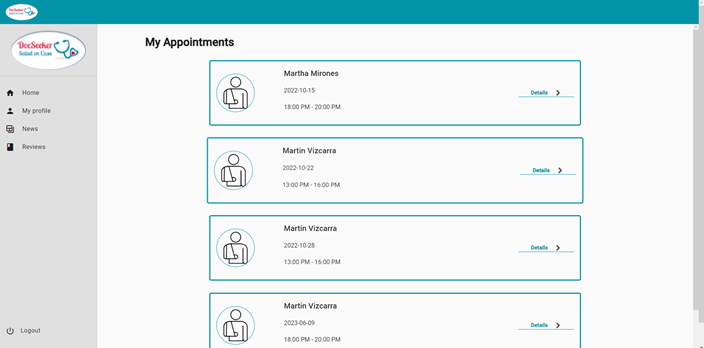 DocSeeker
DocSeeker
Salud en Casa
My Appointments
Home
My profile
News
Reviews
Logout
Martha Mirones
2022-10-15
18:00 PM - 20:00 PM
Details
Martin Vizcarra
2022-10-22
13:00 PM - 16:00 PM
Details
Martin Vizcarra
2022-10-28
13:00 PM - 16:00 PM
Details
Martin Vizcarra
2023-06-09
18:00 PM - 20:00 PM
Details